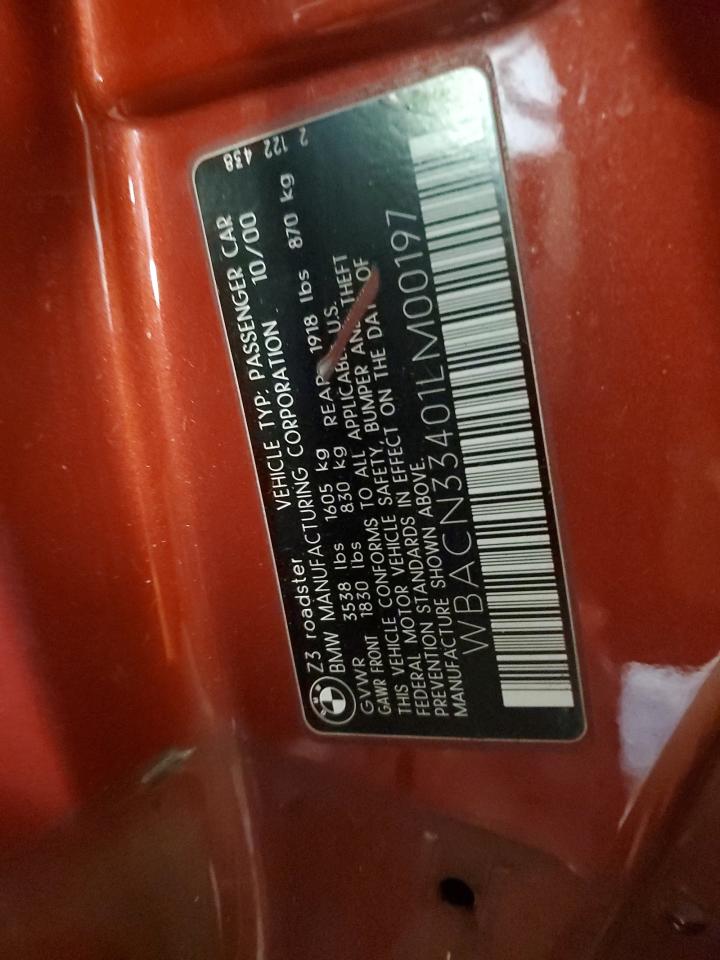 Z3 roadster VEHICLE TYP: PASSENGER CAR
BMW MANUFACTURING CORPORATION 10/00
GVWR 3538 lbs 1605 kg
GAWR FRONT 1830 lbs 830 kg REAR 1918 lbs 870 kg
THIS VEHICLE CONFORMS TO ALL APPLICABLE U.S.
FEDERAL MOTOR VEHICLE SAFETY, BUMPER AND THEFT
PREVENTION STANDARDS IN EFFECT ON THE DATE OF
MANUFACTURE SHOWN ABOVE.
WBACN33401LM00197
438
122
2